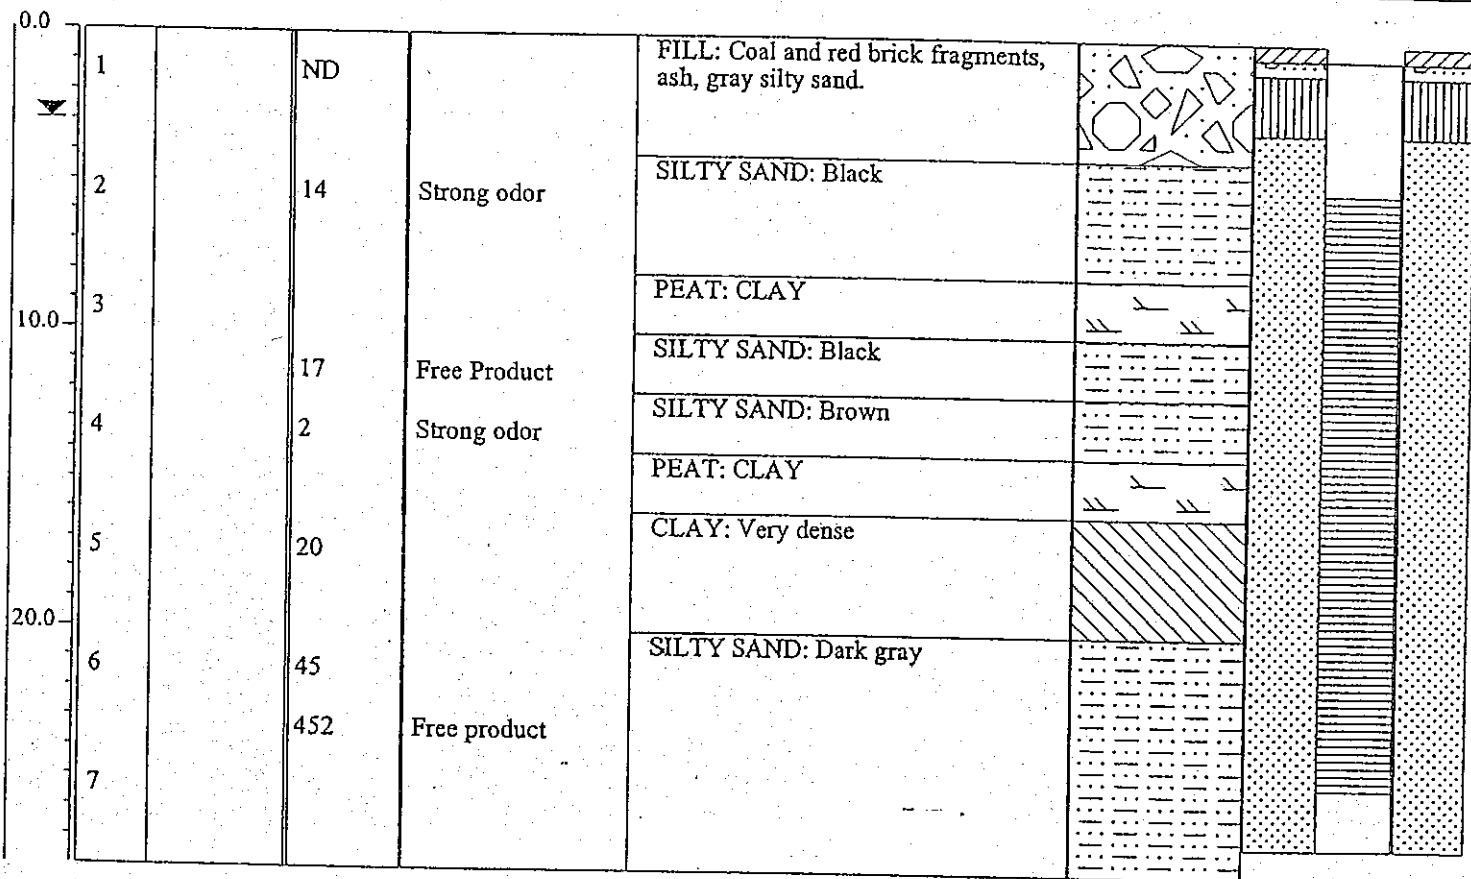 0.0
1
ND
FILL: Coal and red brick fragments,
ash, gray silty sand.
2
14
Strong odor
SILTY SAND: Black
3
PEAT: CLAY
10.0
17
Free Product
SILTY SAND: Black
4
2
Strong odor
SILTY SAND: Brown
PEAT: CLAY
5
20
CLAY: Very dense
20.0
6
45
SILTY SAND: Dark gray
452
Free product
7